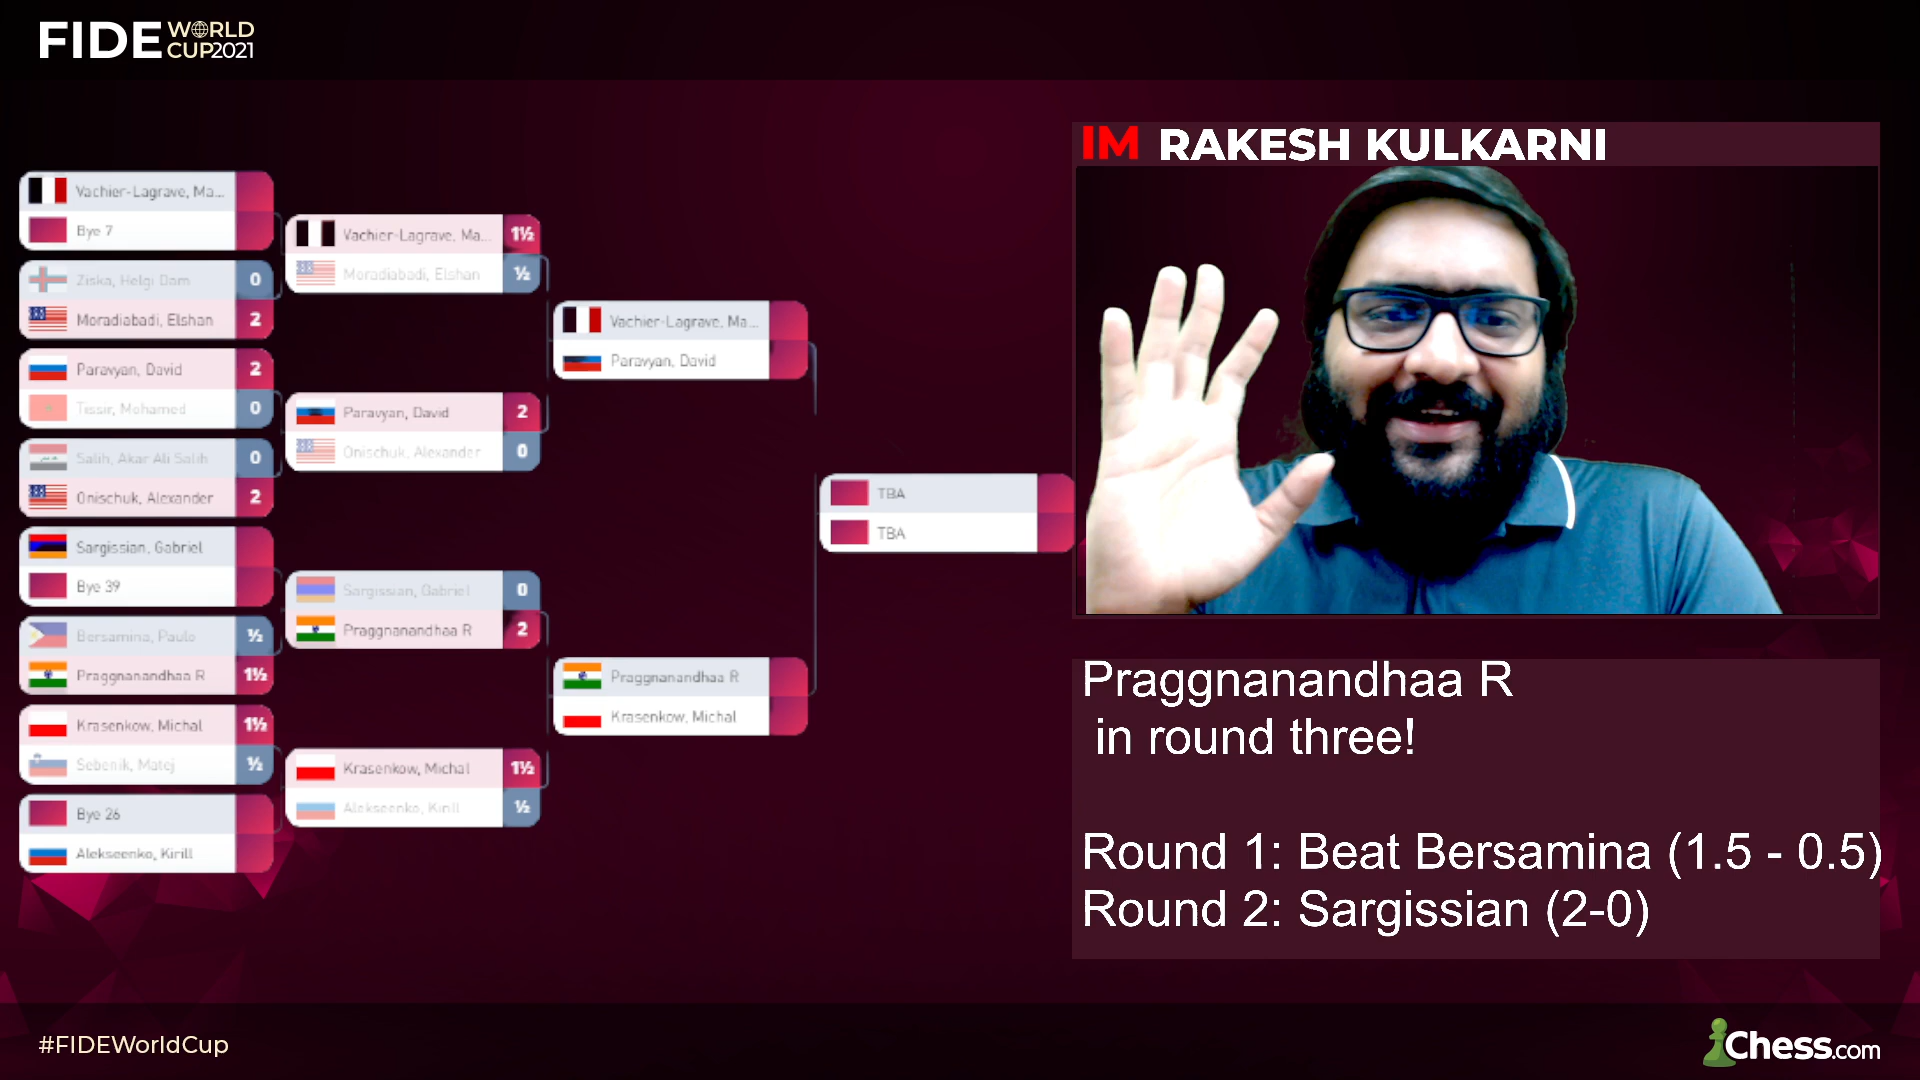 FIDE WORLD CUP2021
IM RAKESH KULKARNI
Vachier-Lagrave, Ma...
Bye 7
Ziska, Helgi Dam 0
Moradiabadi, Elshan 2
Paravyan, David 2
Tissir, Mohamed 0
Salih, Akar Ali Salih 0
Onischuk, Alexander 2
Sargissian, Gabriel
Bye 39
Bersamina, Paulo ½
Praggnanandhaa R 1½
Krasenkow, Michal 1½
Sebenik, Matej ½
Bye 26
Alekseenko, Kirill
Vachier-Lagrave, Ma... 1½
Moradiabadi, Elshan ½
Paravyan, David 2
Onischuk, Alexander 0
Sargissian, Gabriel 0
Praggnanandhaa R 2
Krasenkow, Michal 1½
Alekseenko, Kirill ½
Vachier-Lagrave, Ma...
Paravyan, David
Praggnanandhaa R
Krasenkow, Michal
TBA
TBA
Praggnanandhaa R
in round three!
Round 1: Beat Bersamina (1.5 - 0.5)
Round 2: Sargissian (2-0)
#FIDEWorldCup
Chess.com